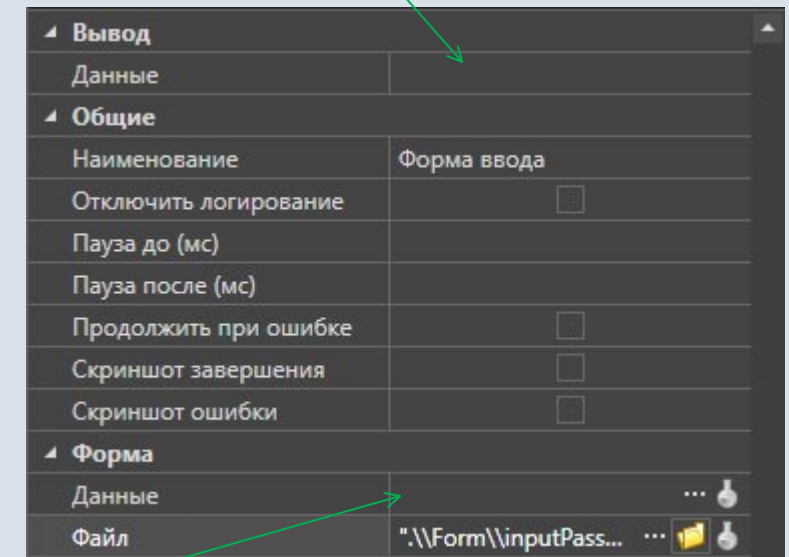 Вывод
Данные
Общие
Наименование Форма ввода
Отключить логирование
Пауза до (мс)
Пауза после (мс)
Продолжить при ошибке
Скриншот завершения
Скриншот ошибки
Форма
Данные ...
Файл ".\\Form\\inputPass... ...